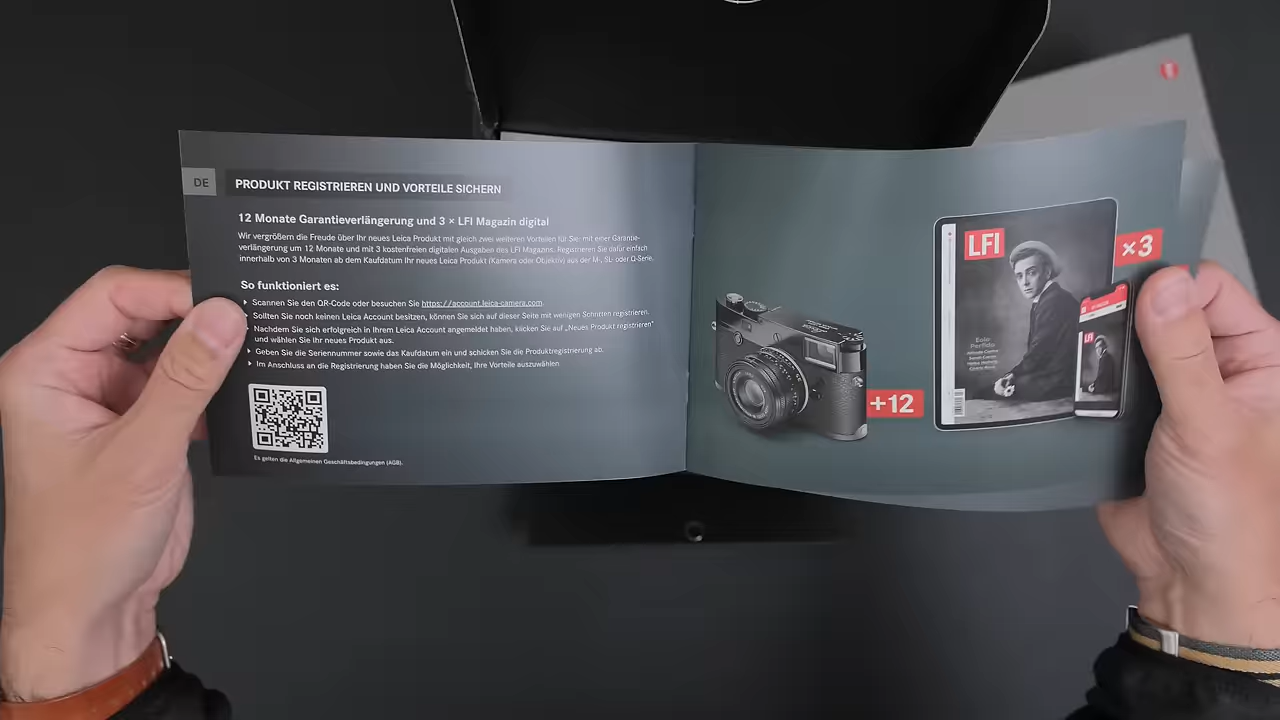 DE
PRODUKT REGISTRIEREN UND VORTEILE SICHERN
12 Monate Garantieverlängerung und 3 × LFI Magazin digital
Wir vergrößern die Freude über Ihr neues Leica Produkt mit gleich zwei weiteren Vorteilen für Sie: mit einer Garantie-
verlängerung um 12 Monate und mit 3 kostenfreien digitalen Ausgaben des LFI Magazins. Registrieren Sie dafür einfach
innerhalb von 3 Monaten ab dem Kaufdatum Ihr neues Leica Produkt (Kamera oder Objektiv) aus der M-, SL- oder Q-Serie.
So funktioniert es:
Scannen Sie den QR-Code oder besuchen Sie https://account.leica-camera.com.
Sollten Sie noch keinen Leica Account besitzen, können Sie sich auf dieser Seite mit wenigen Schritten registrieren.
Nachdem Sie sich erfolgreich in Ihrem Leica Account angemeldet haben, klicken Sie auf „Neues Produkt registrieren"
und wählen Sie Ihr neues Produkt aus.
Geben Sie die Seriennummer sowie das Kaufdatum ein und schicken Sie die Produktregistrierung ab.
Im Anschluss an die Registrierung haben Sie die Möglichkeit, Ihre Vorteile auszuwählen
Es gelten die Allgemeinen Geschäftsbedingungen (AGB).
+12
LFI
×3
LFI